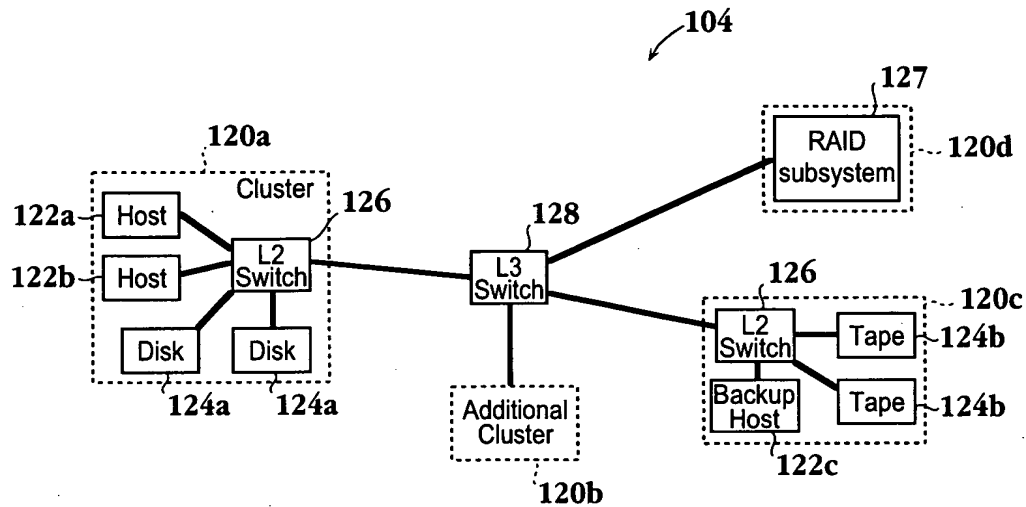 104
127
120a
RAID
subsystem
120d
Cluster
126
122a
Host
128
L2
Switch
122b
Host
L3
Switch
126
120c
L2
Switch
Tape
124b
Disk
Disk
124a
124a
Additional
Cluster
Backup
Host
Tape
124b
122c
120b